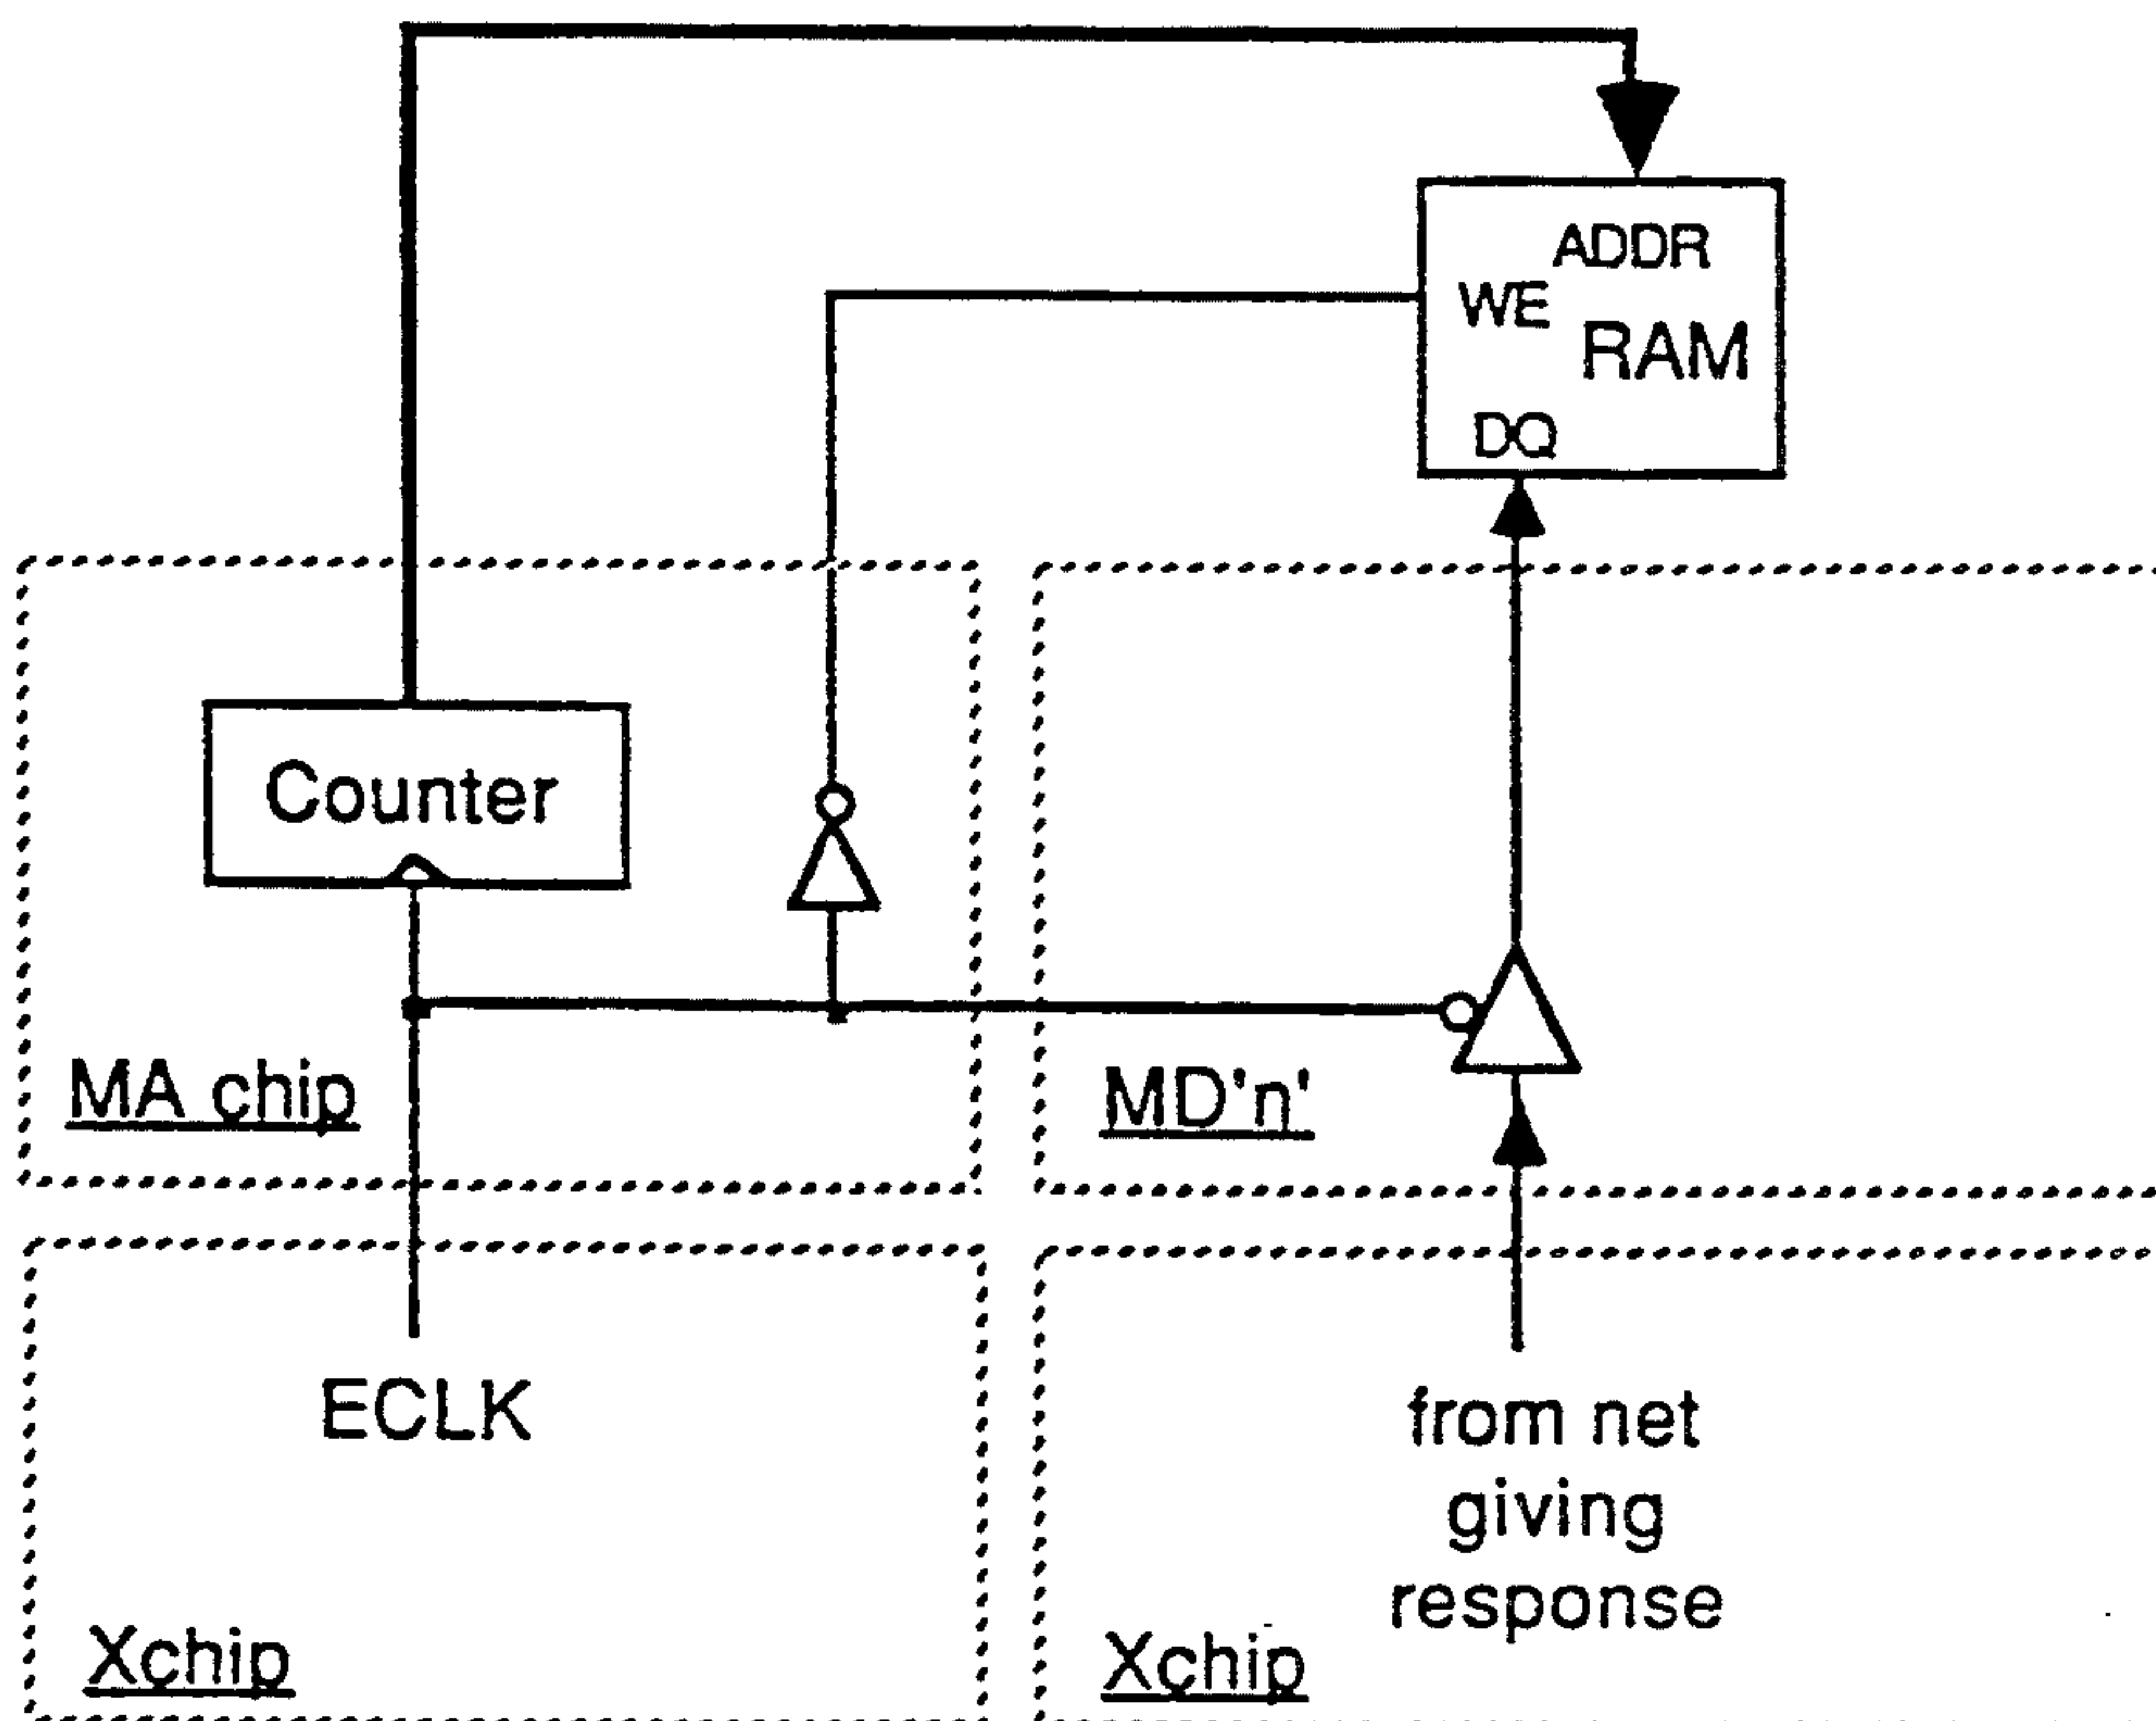 ADDR
WE
RAM
DQ
Counter
MA chip
MD'n'
ECLK
from net
giving
response
Xchip
Xchip